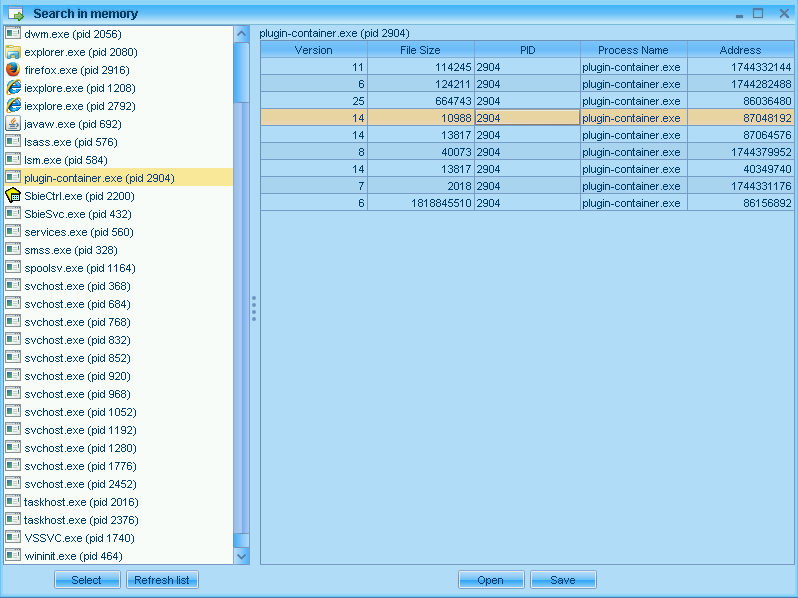 Search in memory
dwm.exe (pid 2056)
explorer.exe (pid 2080)
firefox.exe (pid 2916)
iexplore.exe (pid 1208)
iexplore.exe (pid 2792)
javaw.exe (pid 692)
lsass.exe (pid 576)
lsm.exe (pid 584)
plugin-container.exe (pid 2904)
SbieCtrl.exe (pid 2200)
SbieSvc.exe (pid 432)
services.exe (pid 560)
smss.exe (pid 328)
spoolsv.exe (pid 1164)
svchost.exe (pid 368)
svchost.exe (pid 684)
svchost.exe (pid 768)
svchost.exe (pid 832)
svchost.exe (pid 852)
svchost.exe (pid 920)
svchost.exe (pid 968)
svchost.exe (pid 1052)
svchost.exe (pid 1192)
svchost.exe (pid 1280)
svchost.exe (pid 1776)
svchost.exe (pid 2452)
taskhost.exe (pid 2016)
taskhost.exe (pid 2376)
VSSVC.exe (pid 1740)
wininit.exe (pid 464)
Select Refresh list
plugin-container.exe (pid 2904)
Version File Size PID Process Name Address
11 114245 2904 plugin-container.exe 1744332144
6 124211 2904 plugin-container.exe 1744282488
25 664743 2904 plugin-container.exe 86036480
14 10988 2904 plugin-container.exe 87048192
14 13817 2904 plugin-container.exe 87064576
8 40073 2904 plugin-container.exe 1744379952
14 13817 2904 plugin-container.exe 40349740
7 2018 2904 plugin-container.exe 1744331176
6 1818845510 2904 plugin-container.exe 86156892
Open Save